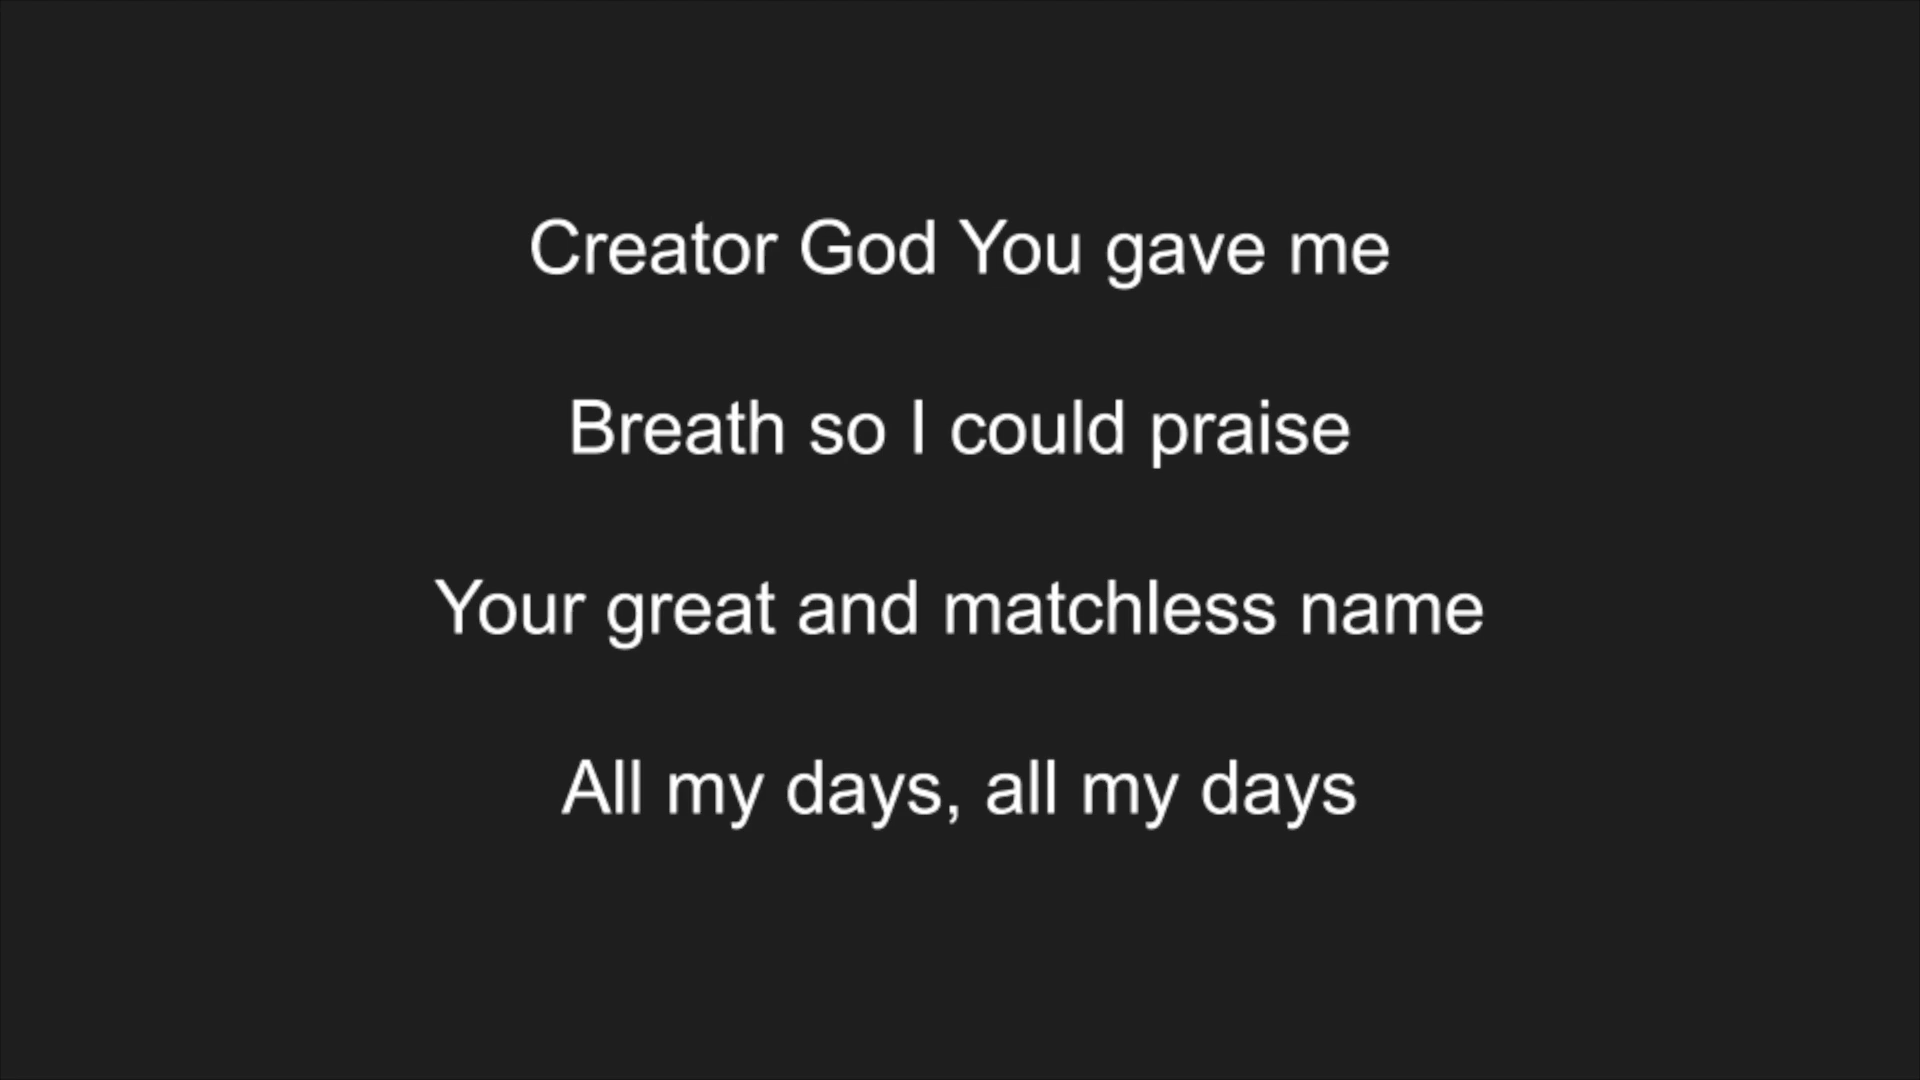 Creator God You gave me
Breath so I could praise
Your great and matchless name
All my days, all my days